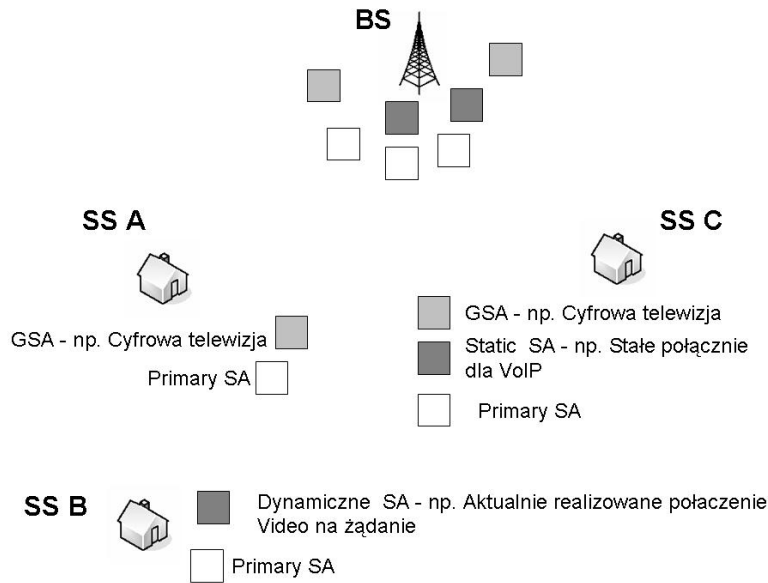 BS
SS A
GSA - np. Cyfrowa telewizja
Primary SA
SS C
GSA - np. Cyfrowa telewizja
Static SA - np. Stałe połącznie
dla VoIP
Primary SA
SS B
Dynamiczne SA - np. Aktualnie realizowane połaczenie
Video na żądanie
Primary SA